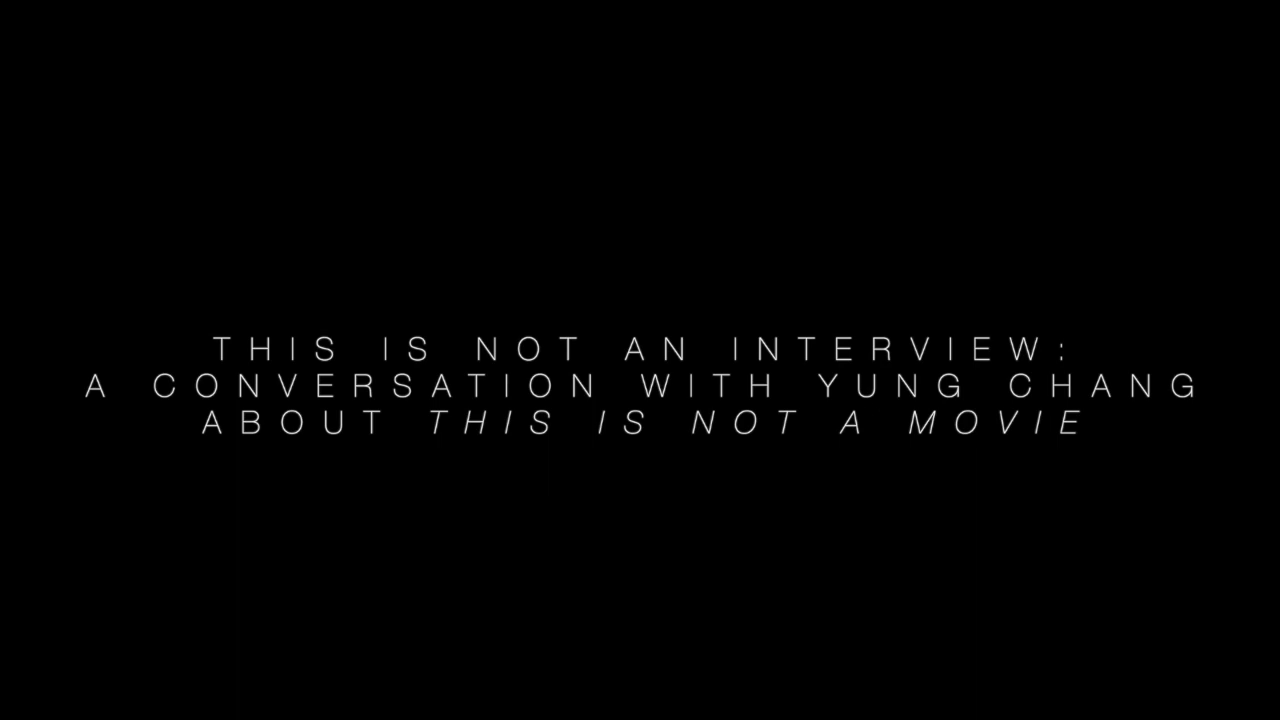 THIS IS NOT AN INTERVIEW:
A CONVERSATION WITH YUNG CHANG
ABOUT THIS IS NOT A MOVIE